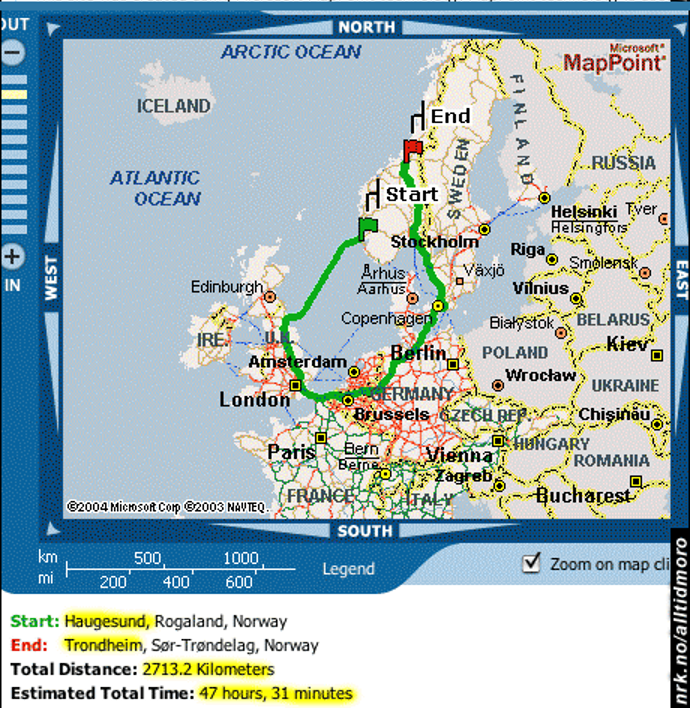 OUT
NORTH
ARCTIC OCEAN
Microsoft®
MapPoint®
ICELAND
End
FINLAND
RUSSIA
ATLANTIC
OCEAN
SWEDEN
Start
Helsinki
Helsingfors
Tver
Stockholm
Riga
Smolensk
IN
WEST
EAST
Edinburgh
Århus
Aarhus
Växjö
Vilnius
Copenhagen
Białystok
BELARUS
IRE.
U.K.
Amsterdam
Berlin
POLAND
Kiev
London
GERMANY
Wrocław
UKRAINE
Brussels
CZECH REP.
Chişinău
Paris
Bern
Berne
Vienna
HUNGARY
Zagreb
ROMANIA
FRANCE
ITALY
Bucharest
©2004 Microsoft Corp ©2003 NAVTEQ.
SOUTH
km 500 1000
mi 200 400 600
Legend
Zoom on map cli
Start: Haugesund, Rogaland, Norway
End: Trondheim, Sør-Trøndelag, Norway
Total Distance: 2713.2 Kilometers
Estimated Total Time: 47 hours, 31 minutes
nrk.no/alltidmoro